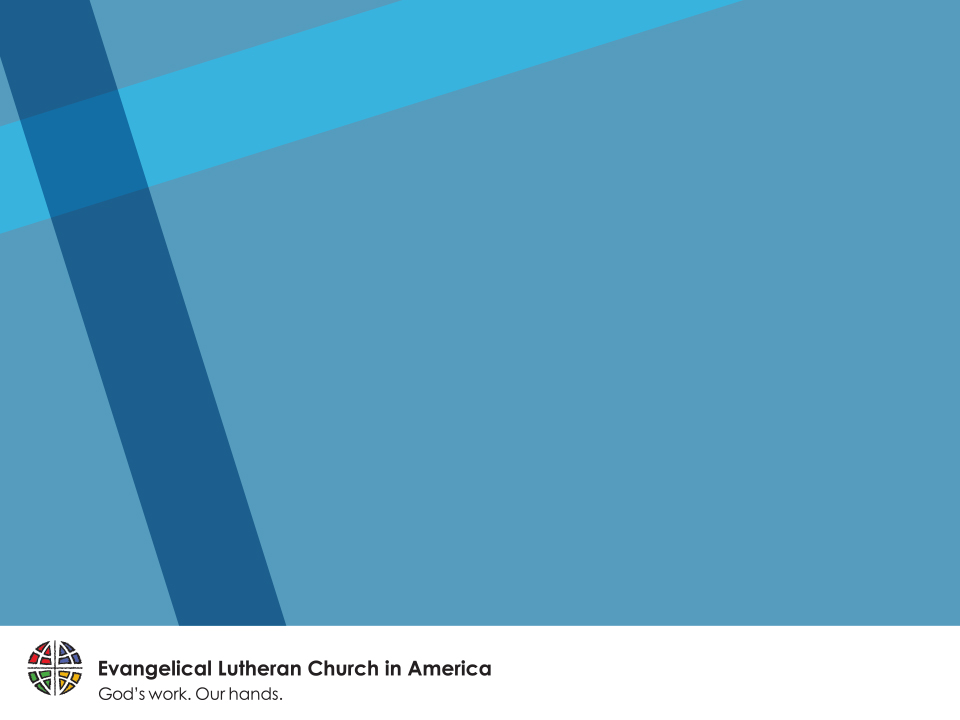 Evangelical Lutheran Church in America
God's work. Our hands.